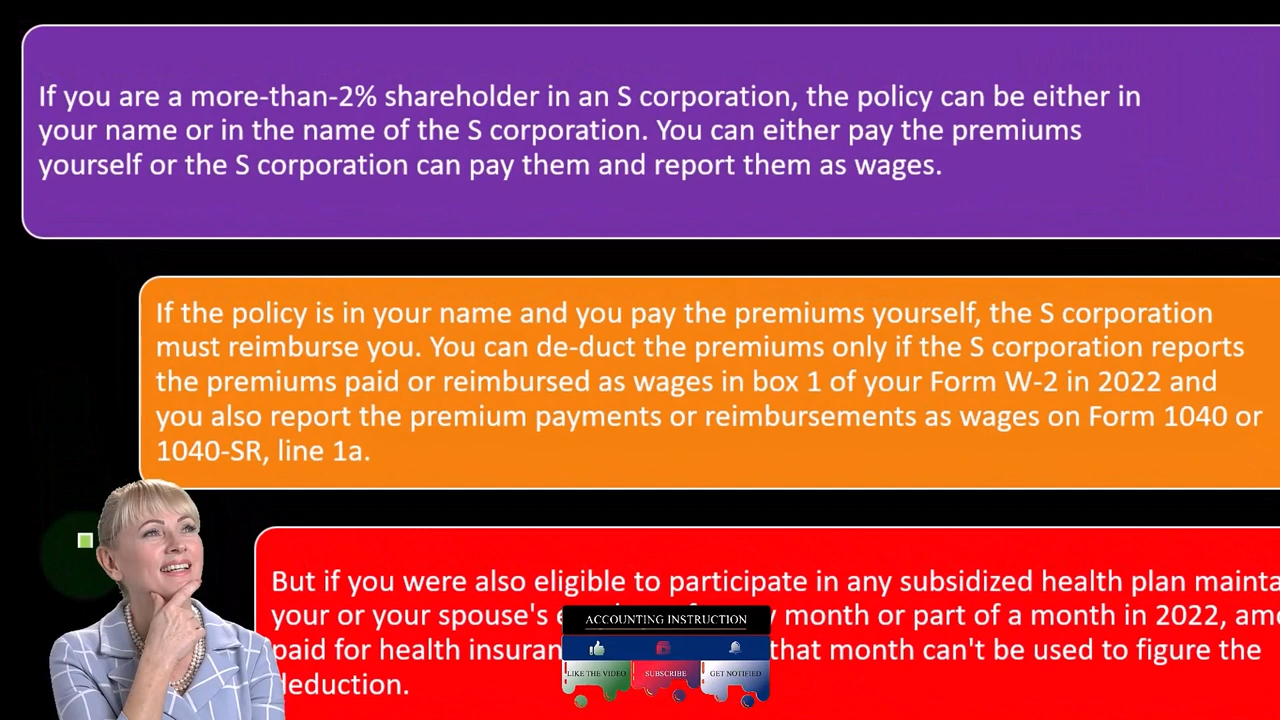 If you are a more-than-2% shareholder in an S corporation, the policy can be either in
your name or in the name of the S corporation. You can either pay the premiums
yourself or the S corporation can pay them and report them as wages.
If the policy is in your name and you pay the premiums yourself, the S corporation
must reimburse you. You can de-duct the premiums only if the S corporation reports
the premiums paid or reimbursed as wages in box 1 of your Form W-2 in 2022 and
you also report the premium payments or reimbursements as wages on Form 1040 or
1040-SR, line 1a.
But if you were also eligible to participate in any subsidized health plan
your or your spouse's month or part of a month in 2022,
paid for health that month can't be used to figure the
deduction.
ACCOUNTING INSTRUCTION
LIKE THE VIDEO
SUBSCRIBE
GET NOTIFIED